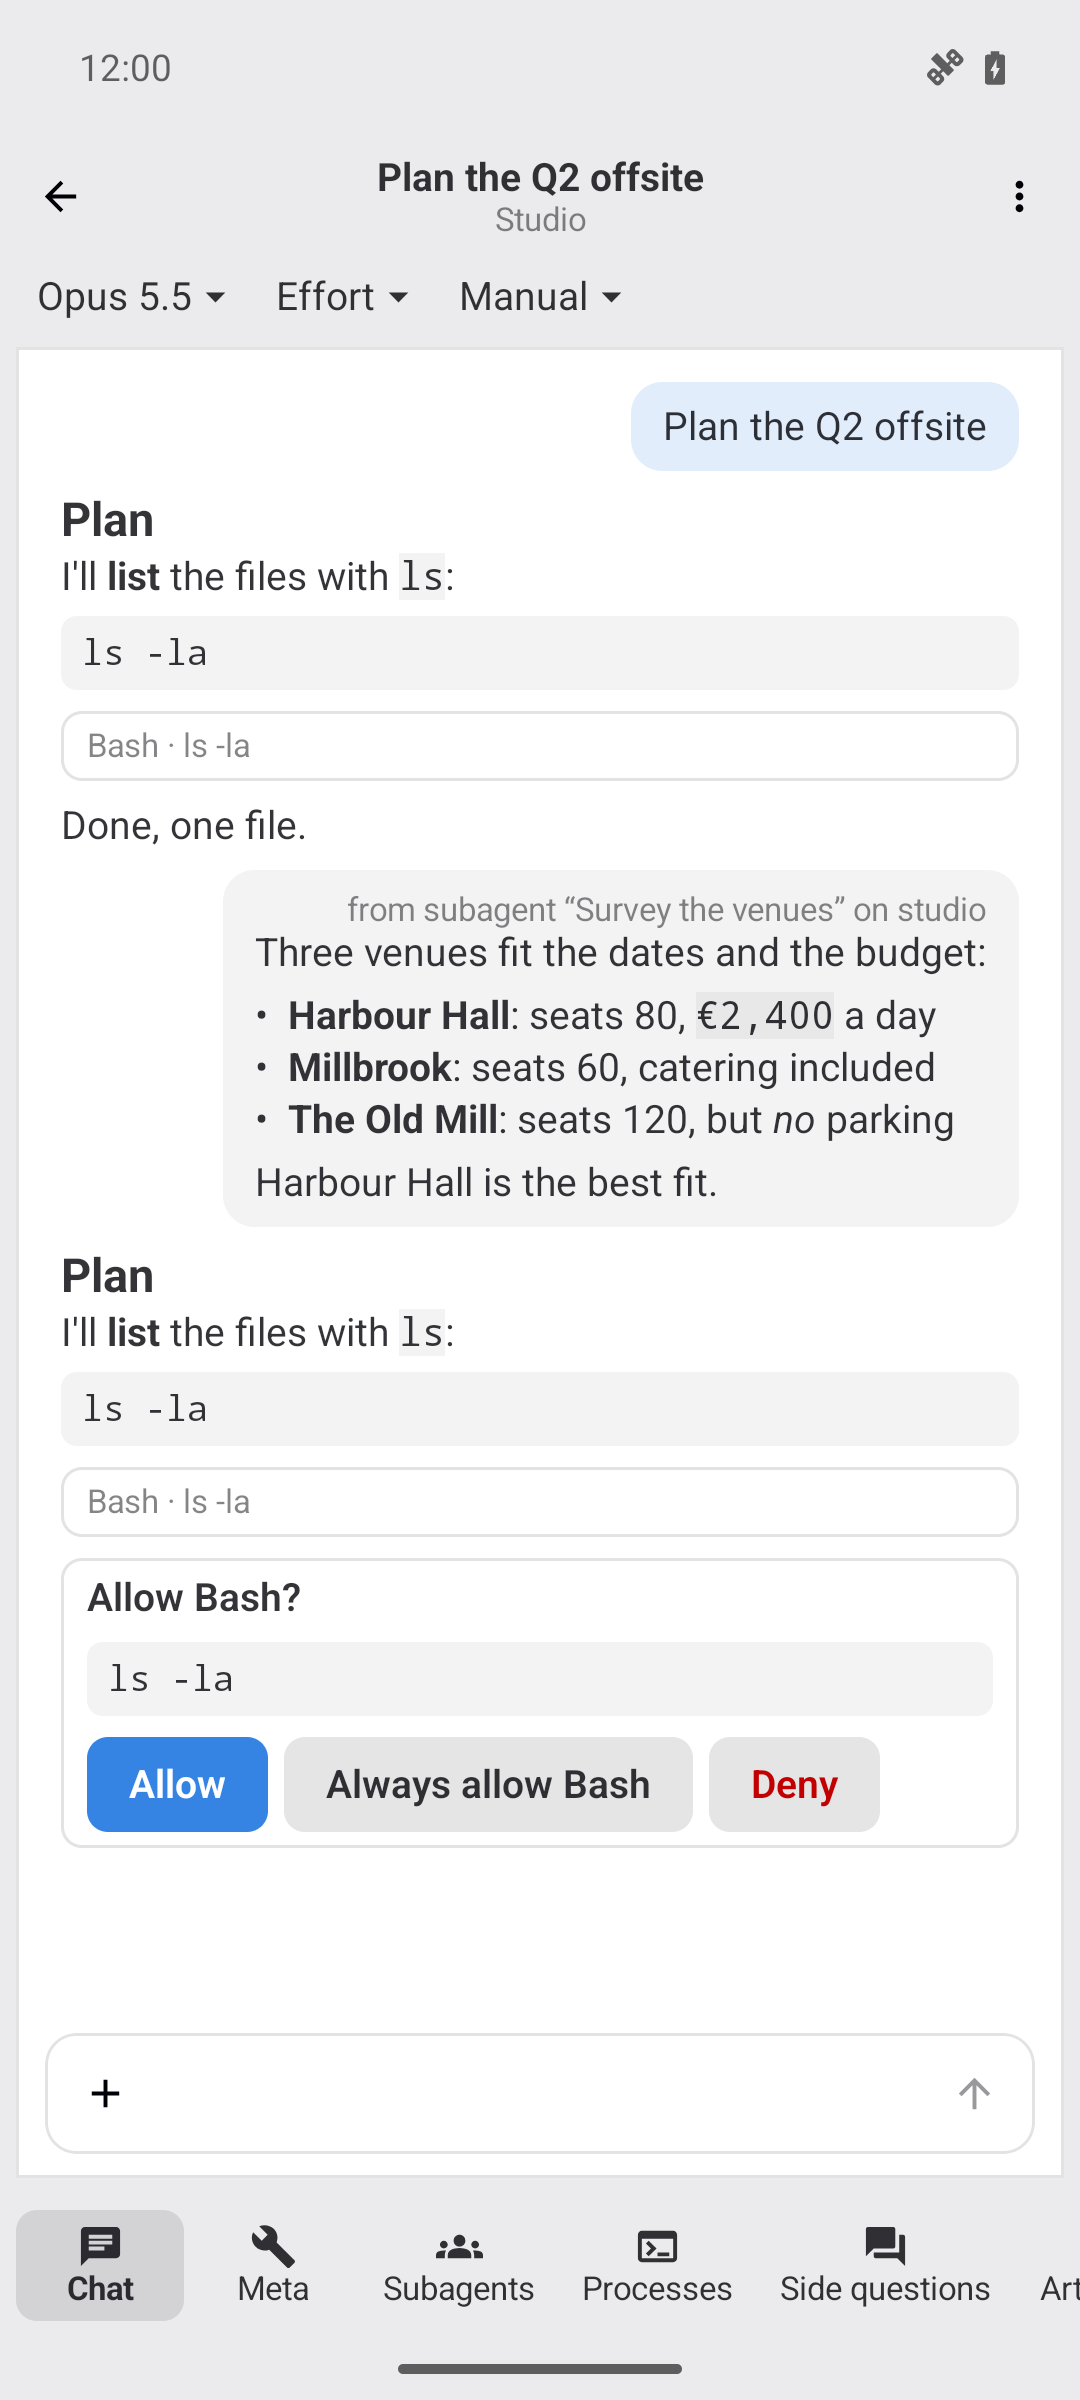 12:00
Plan the Q2 offsite
Studio
Opus 5.5
Effort
Manual
Plan the Q2 offsite
Plan
I'll list the files with ls:
ls -la
Bash · ls -la
Done, one file.
from subagent “Survey the venues” on studio
Three venues fit the dates and the budget:
• Harbour Hall: seats 80, €2,400 a day
• Millbrook: seats 60, catering included
• The Old Mill: seats 120, but no parking
Harbour Hall is the best fit.
Plan
I'll list the files with ls:
ls -la
Bash · ls -la
Allow Bash?
ls -la
Allow
Always allow Bash
Deny
Chat
Meta
Subagents
Processes
Side questions
Art